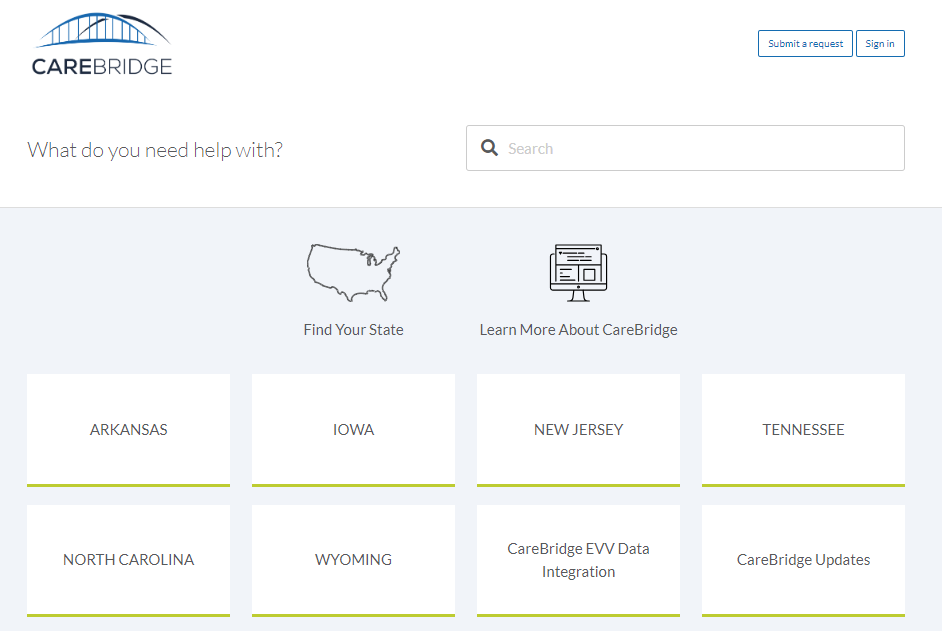 CAREBRIDGE
Submit a request
Sign in
What do you need help with?
Search
Find Your State
Learn More About CareBridge
ARKANSAS
IOWA
NEW JERSEY
TENNESSEE
NORTH CAROLINA
WYOMING
CareBridge EVV Data
Integration
CareBridge Updates